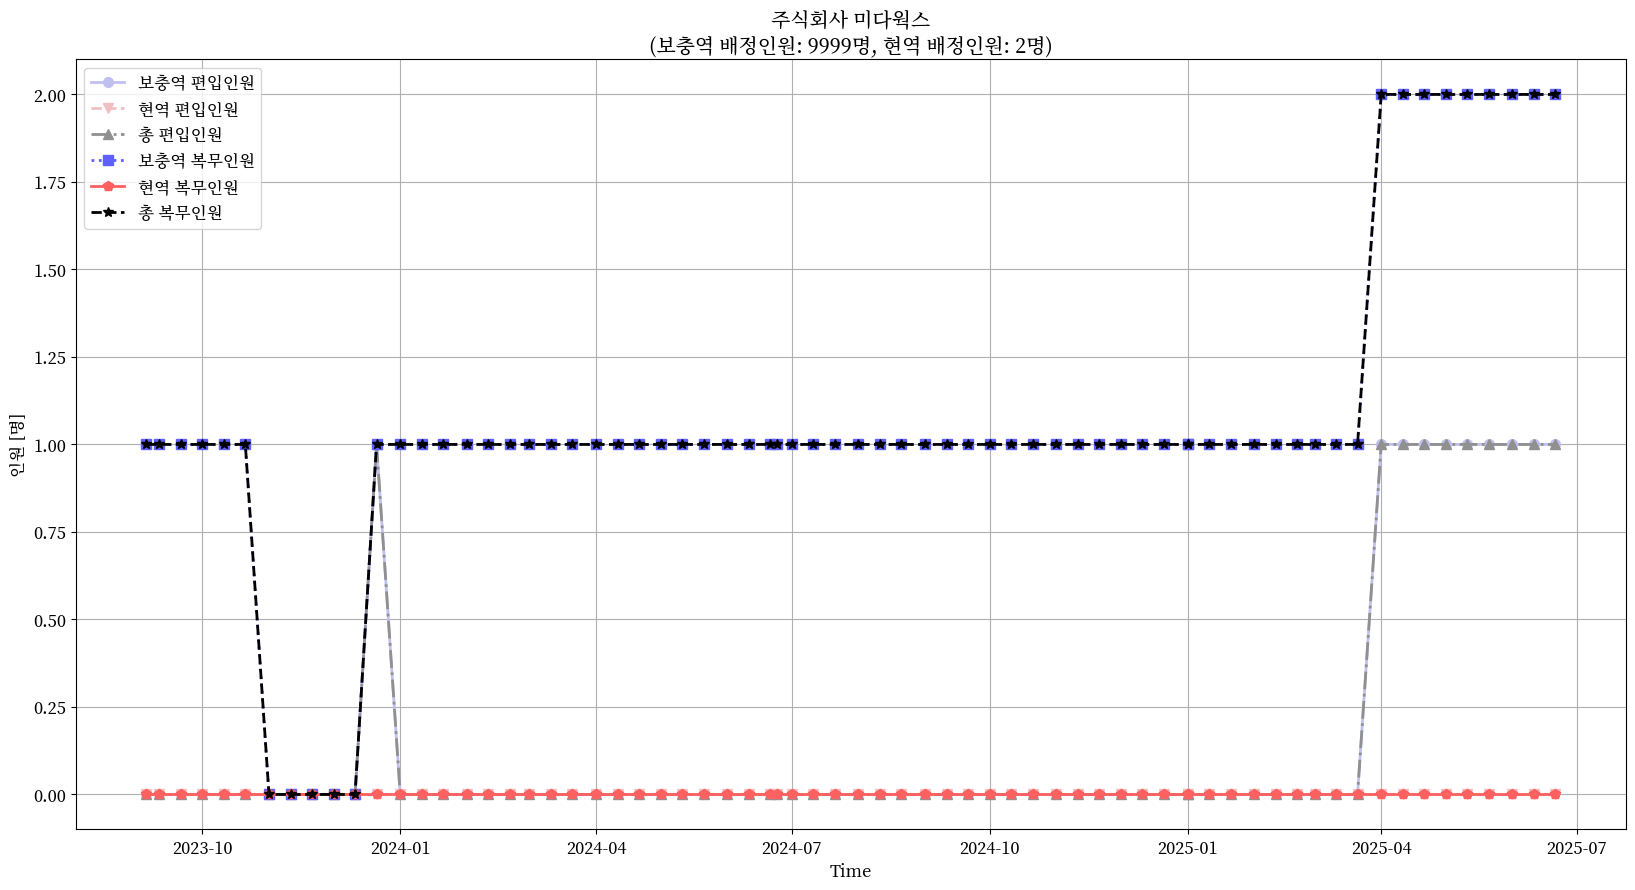 주식회사 미다웍스
(보충역 배정인원: 9999명, 현역 배정인원: 2명)
보충역 편입인원
현역 편입인원
총 편입인원
보충역 복무인원
현역 복무인원
총 복무인원
인원 [명]
2.00
1.75
1.50
1.25
1.00
0.75
0.50
0.25
0.00
2023-10
2024-01
2024-04
2024-07
2024-10
2025-01
2025-04
2025-07
Time